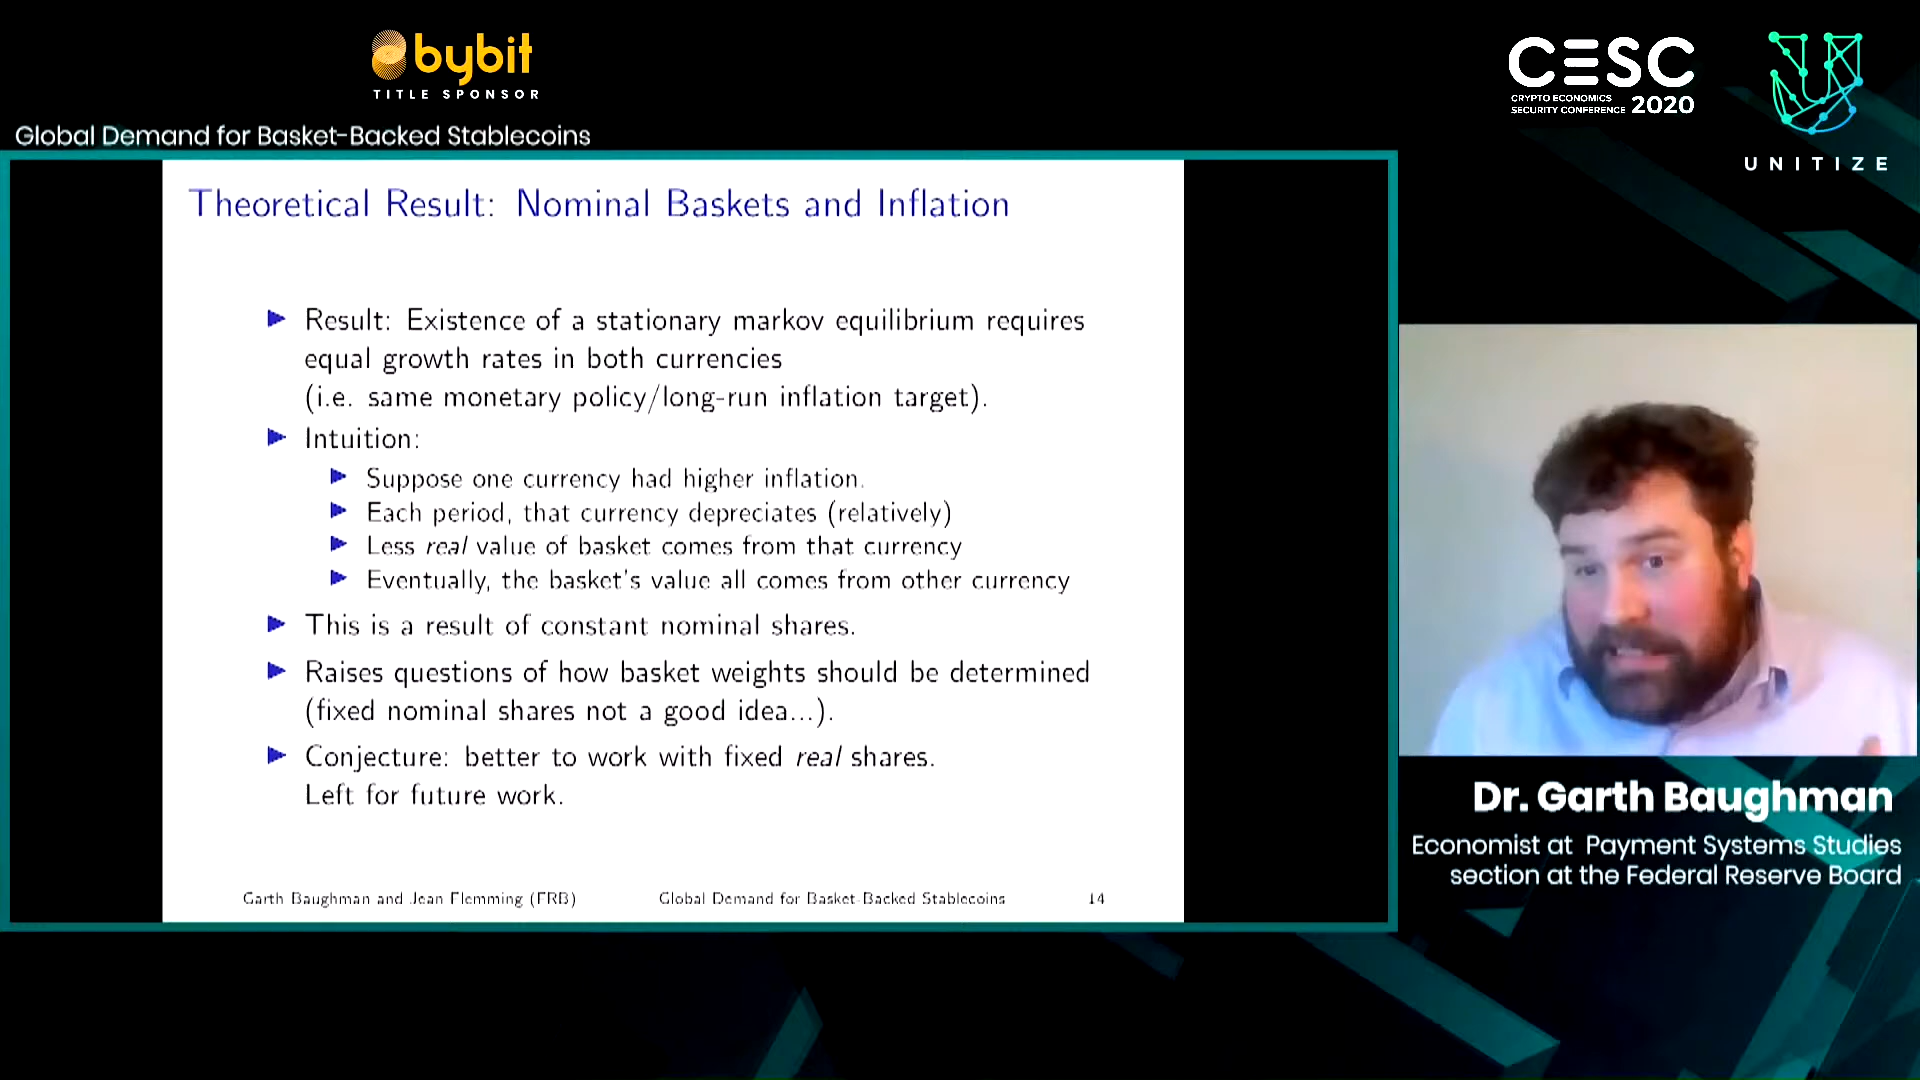 bybit
TITLE SPONSOR
CESC
CRYPTO ECONOMICS
SECURITY CONFERENCE 2020
UNITIZE
Global Demand for Basket-Backed Stablecoins
Theoretical Result: Nominal Baskets and Inflation
Result: Existence of a stationary markov equilibrium requires
equal growth rates in both currencies
(i.e. same monetary policy/long-run inflation target).
Intuition:
Suppose one currency had higher inflation.
Each period, that currency depreciates (relatively)
Less real value of basket comes from that currency
Eventually, the basket's value all comes from other currency
This is a result of constant nominal shares.
Raises questions of how basket weights should be determined
(fixed nominal shares not a good idea...).
Conjecture: better to work with fixed real shares.
Left for future work.
Garth Baughman and Jean Flemming (FRB)
Global Demand for Basket-Backed Stablecoins
14
Dr. Garth Baughman
Economist at Payment Systems Studies
section at the Federal Reserve Board